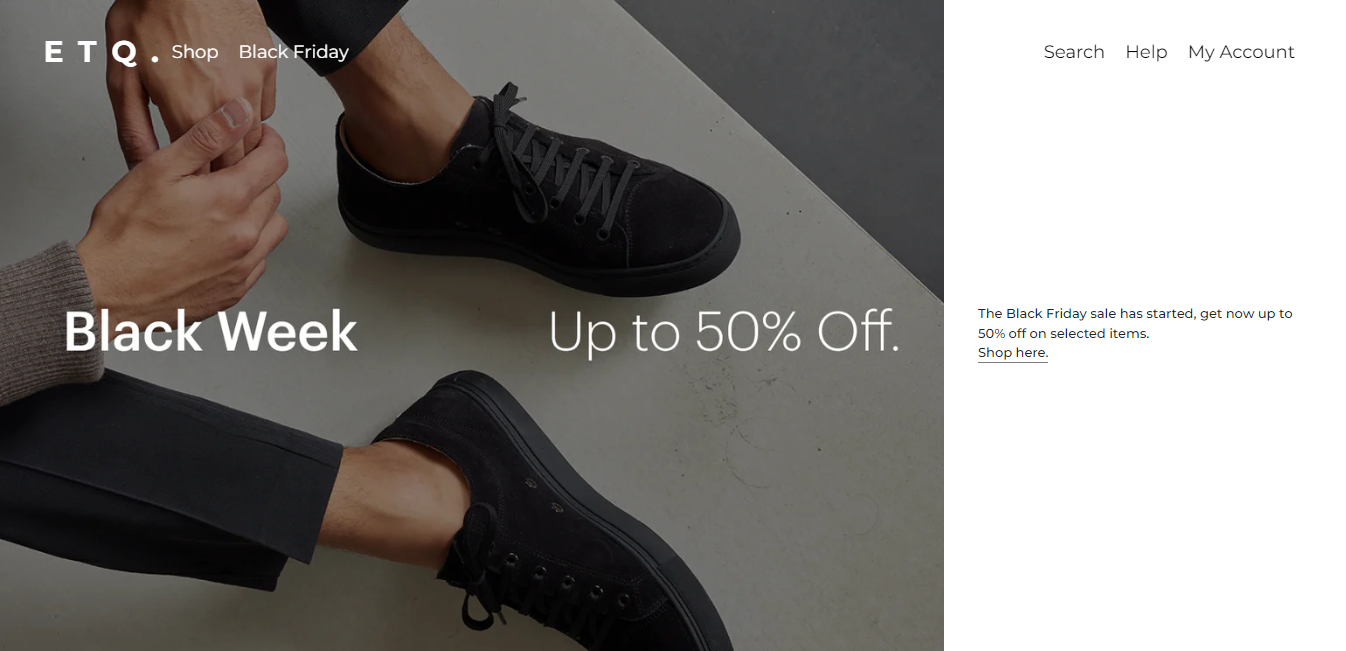 E T Q . Shop Black Friday
Search Help My Account
Black Week
Up to 50% Off.
The Black Friday sale has started, get now up to
50% off on selected items.
Shop here.